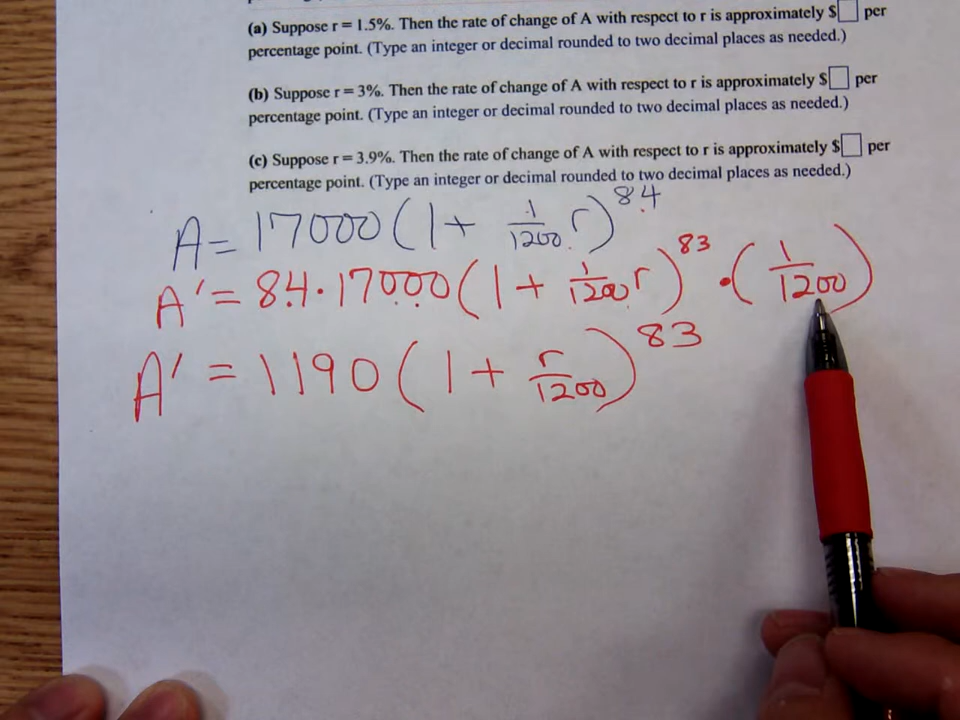 (a) Suppose r = 1.5%. Then the rate of change of A with respect to r is approximately $□ per
percentage point. (Type an integer or decimal rounded to two decimal places as needed.)
(b) Suppose r = 3%. Then the rate of change of A with respect to r is approximately $□ per
percentage point. (Type an integer or decimal rounded to two decimal places as needed.)
(c) Suppose r = 3.9%. Then the rate of change of A with respect to r is approximately $□ per
percentage point. (Type an integer or decimal rounded to two decimal places as needed.)
A = 17000(1 + 1/1200 r)^84
A' = 84·17000(1 + 1/1200 r)^83 · (1/1200)
A' = 1190(1 + r/1200)^83